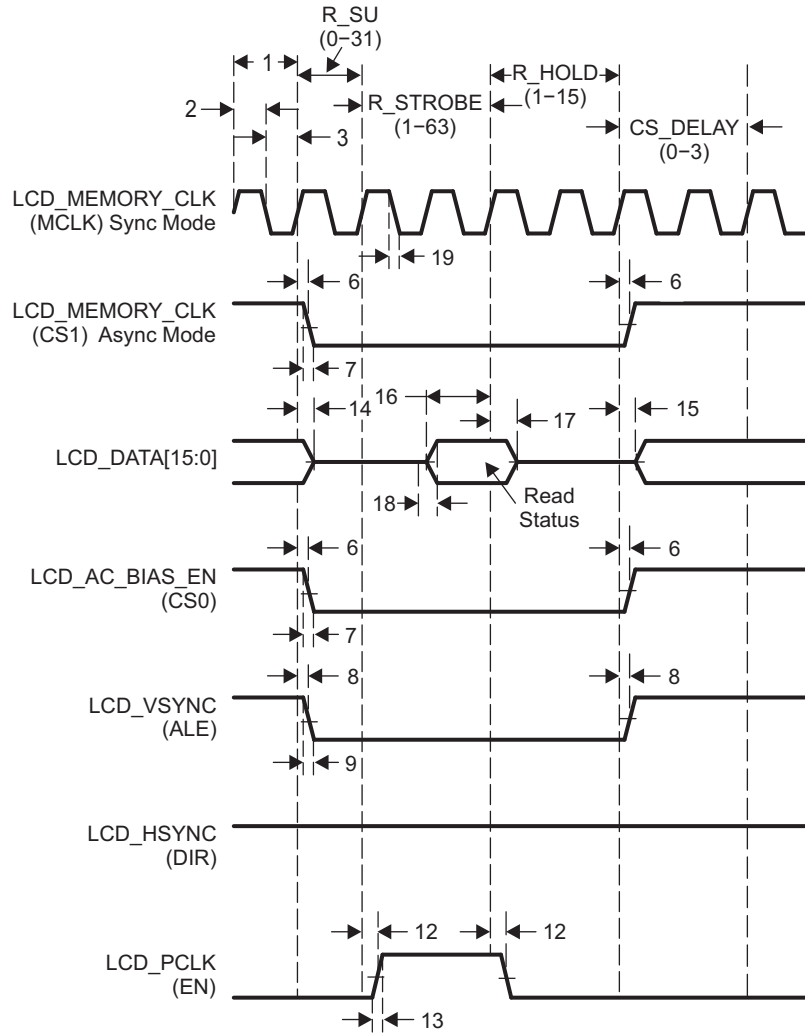 R_SU
(0−31)
1
R_HOLD
(1−15)
2
R_STROBE
(1−63)
CS_DELAY
(0−3)
3
LCD_MEMORY_CLK
(MCLK) Sync Mode
19
6
6
LCD_MEMORY_CLK
(CS1) Async Mode
7
16
14
17
15
LCD_DATA[15:0]
18
Read
Status
6
6
LCD_AC_BIAS_EN
(CS0)
7
8
8
LCD_VSYNC
(ALE)
9
LCD_HSYNC
(DIR)
12
12
LCD_PCLK
(EN)
13